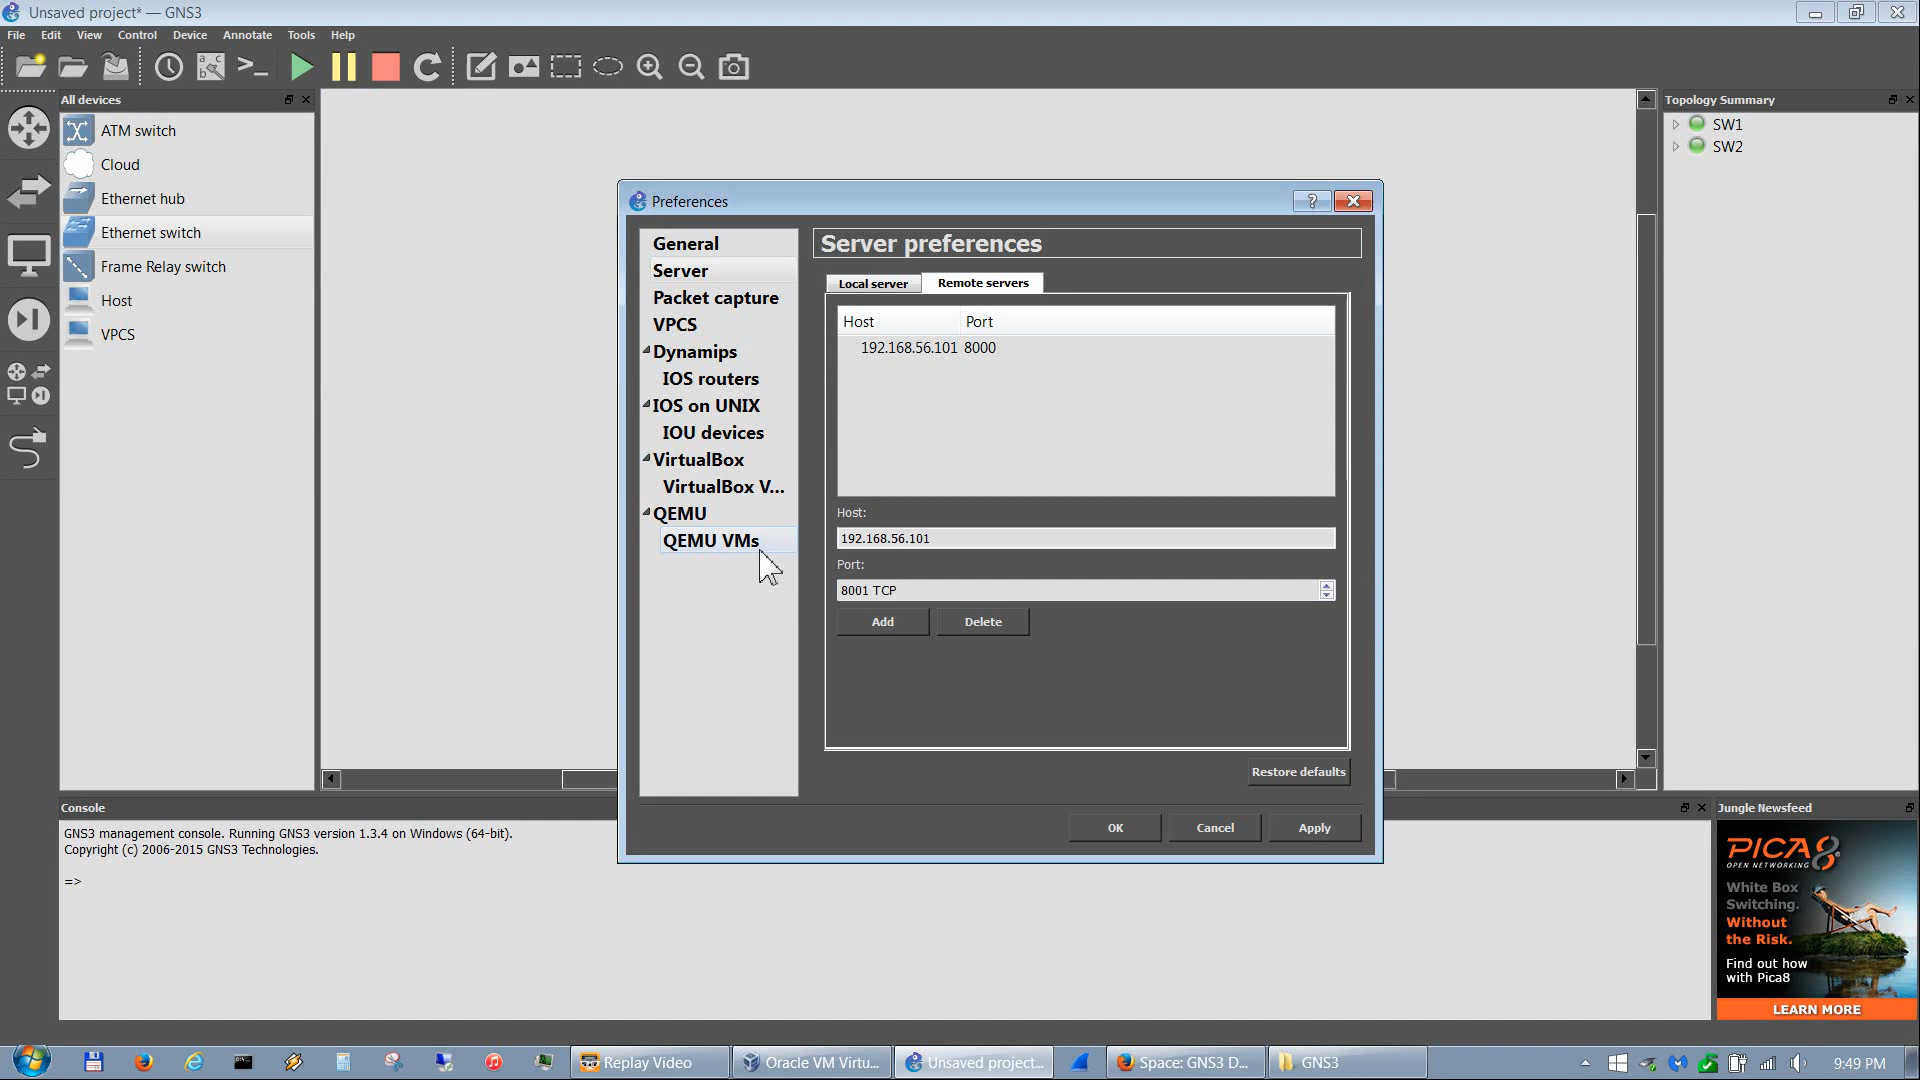 Unsaved project* — GNS3
File Edit View Control Device Annotate Tools Help
All devices
ATM switch
Cloud
Ethernet hub
Ethernet switch
Frame Relay switch
Host
VPCS
Topology Summary
SW1
SW2
Preferences
General
Server
Packet capture
VPCS
Dynamips
IOS routers
IOS on UNIX
IOU devices
VirtualBox
VirtualBox V...
QEMU
QEMU VMs
Server preferences
Local server Remote servers
Host Port
192.168.56.101 8000
Host:
192.168.56.101
Port:
8001 TCP
Add Delete
Restore defaults
OK Cancel Apply
Console
GNS3 management console. Running GNS3 version 1.3.4 on Windows (64-bit).
Copyright (c) 2006-2015 GNS3 Technologies.
=>
Jungle Newsfeed
PICA8
OPEN NETWORKING
White Box
Switching.
Without
the Risk.
Find out how
with Pica8
LEARN MORE
Replay Video Oracle VM Virtu... Unsaved project... Space: GNS3 D... GNS3 9:49 PM